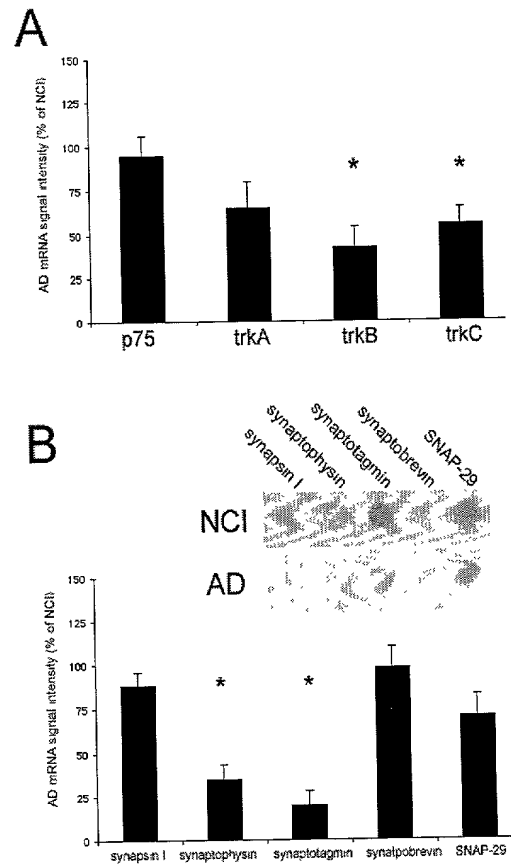 A
AD mRNA signal intensity (% of NCI)
150
125
100
75
50
25
0
* *
p75 trkA trkB trkC
B
synapsin I synaptophysin synaptotagmin synaptobrevin SNAP-29
NCI
AD
AD mRNA signal intensity (% of NCI)
150
125
100
75
50
25
0
* *
synapsin I synaptophysin synaptotagmin synalpobrevin SNAP-29